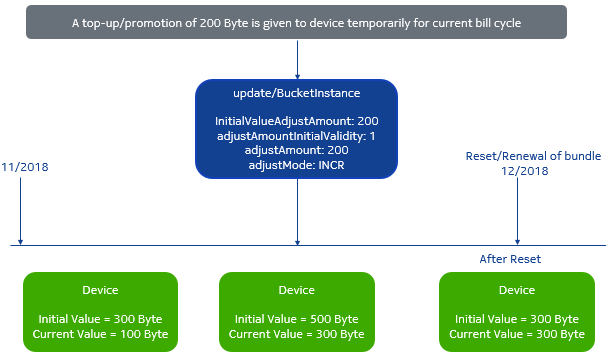 A top-up/promotion of 200 Byte is given to device temporarily for current bill cycle
update/BucketInstance
InitialValueAdjustAmount: 200
adjustAmountInitialValidity: 1
adjustAmount: 200
adjustMode: INCR
11/2018
Reset/Renewal of bundle
12/2018
After Reset
Device
Initial Value = 300 Byte
Current Value = 100 Byte
Device
Initial Value = 500 Byte
Current Value = 300 Byte
Device
Initial Value = 300 Byte
Current Value = 300 Byte